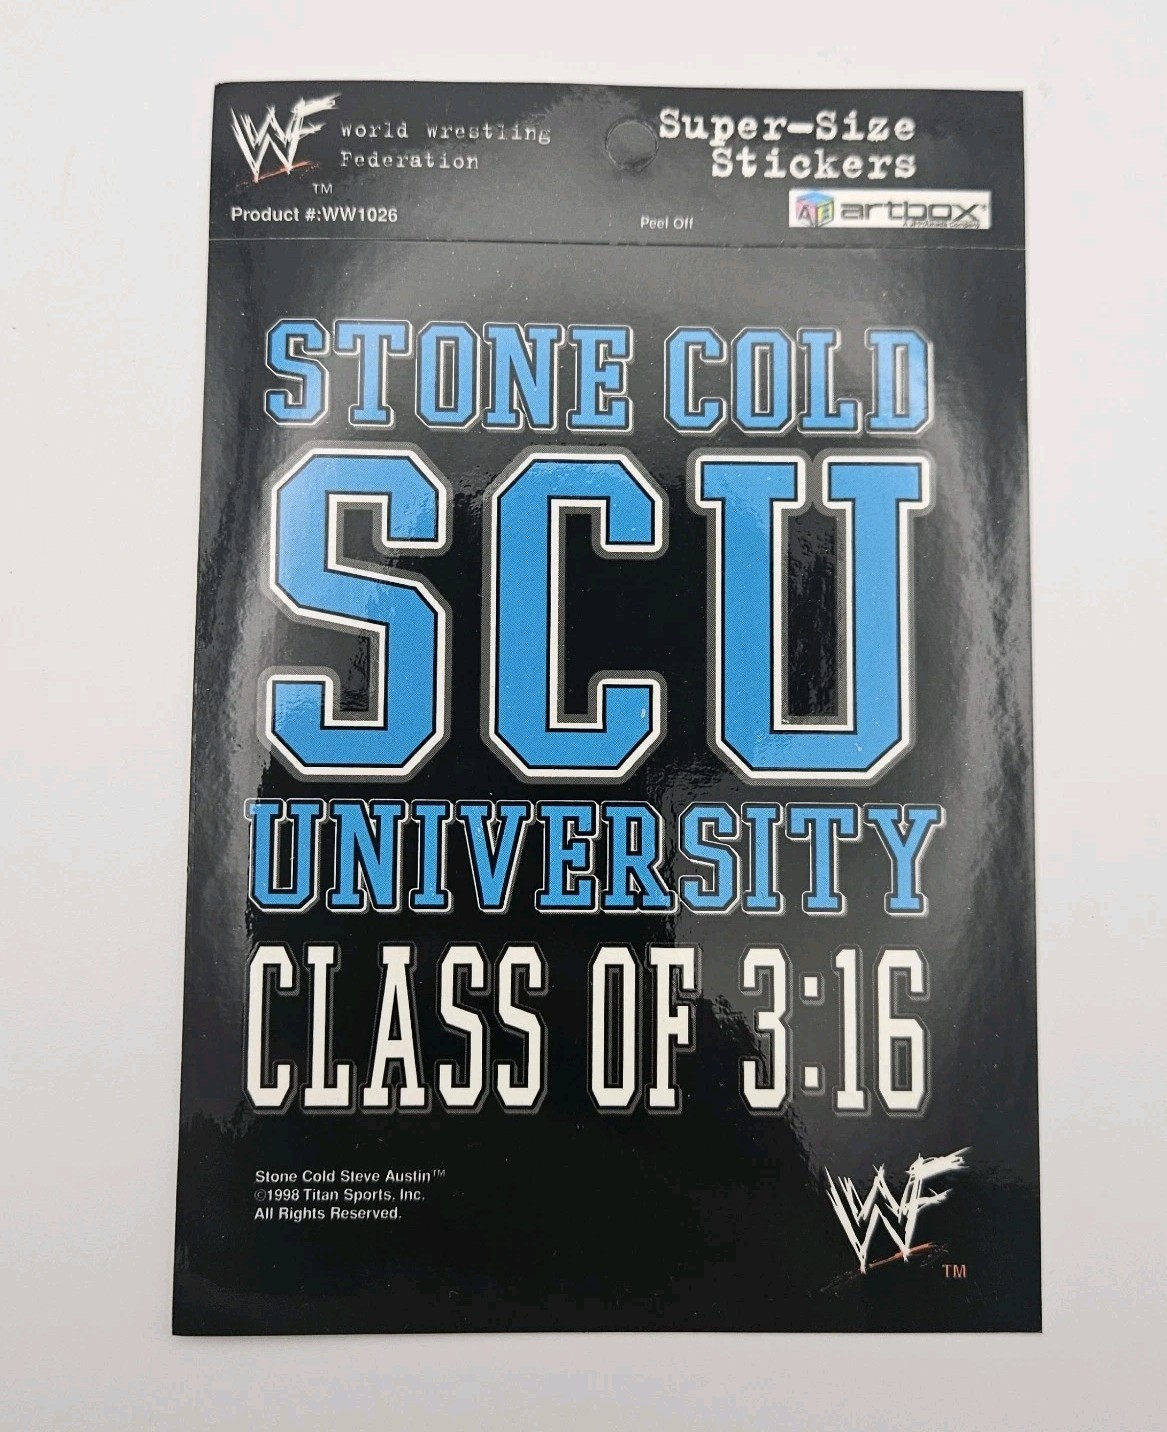 WF World Wrestling
Federation
TM
Product #:WW1026
Super-Size
Stickers
Peel Off
artbox
STONE COLD
SCU
UNIVERSITY
CLASS OF 3:16
Stone Cold Steve Austin™
©1998 Titan Sports, Inc.
All Rights Reserved.
WF
TM